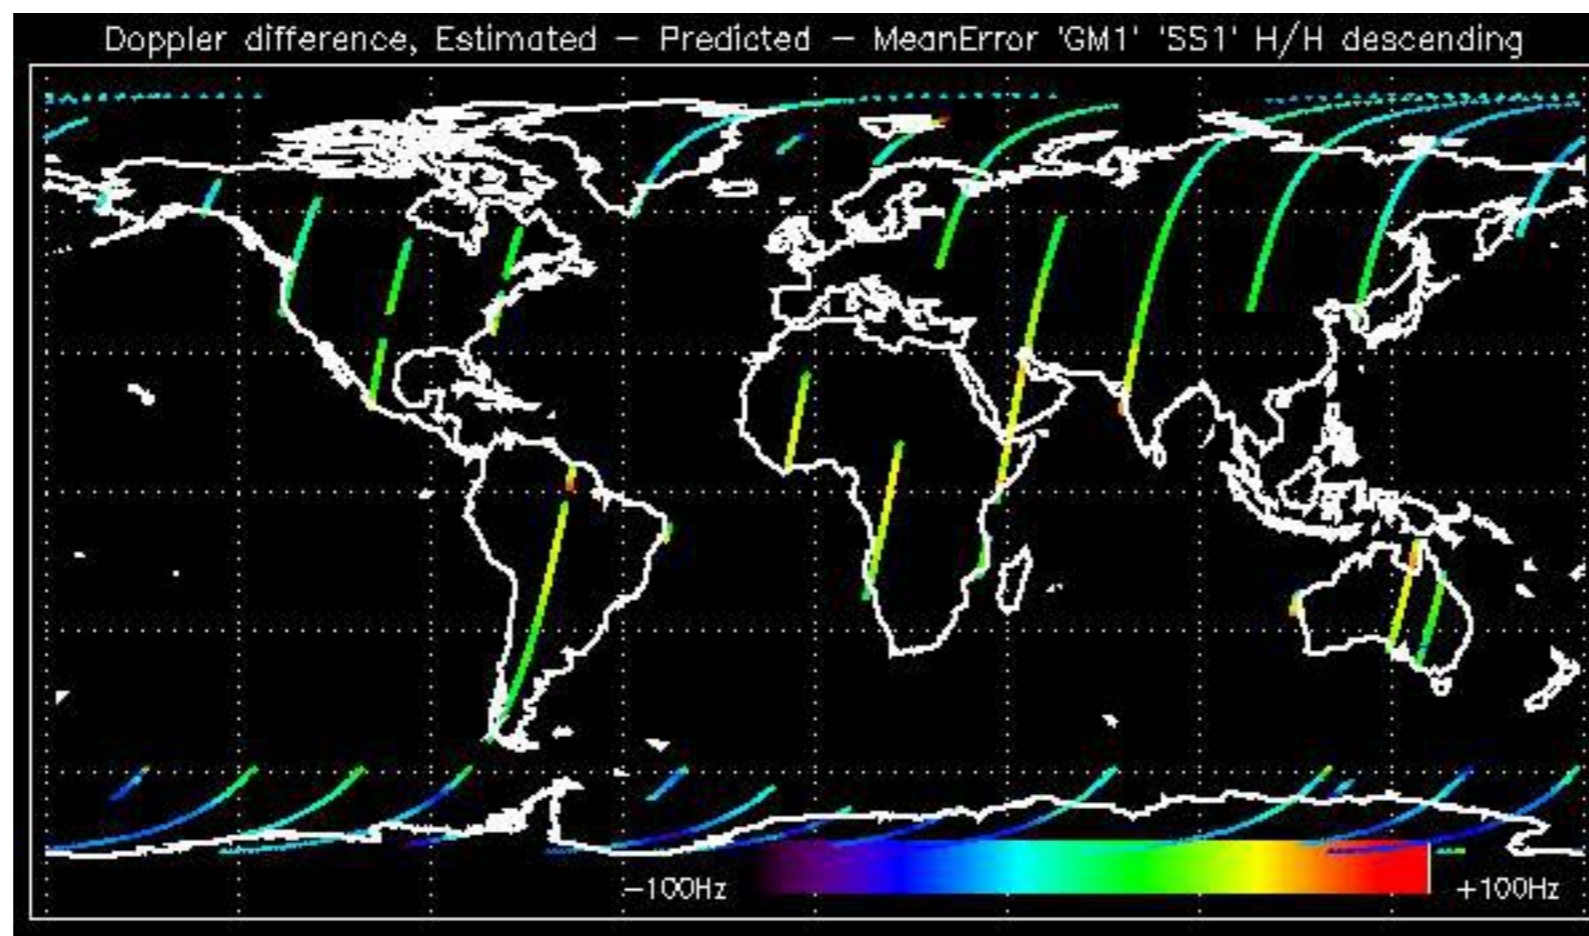 Doppler difference, Estimated – Predicted – MeanError 'GM1' 'SS1' H/H descending
–100Hz
+100Hz